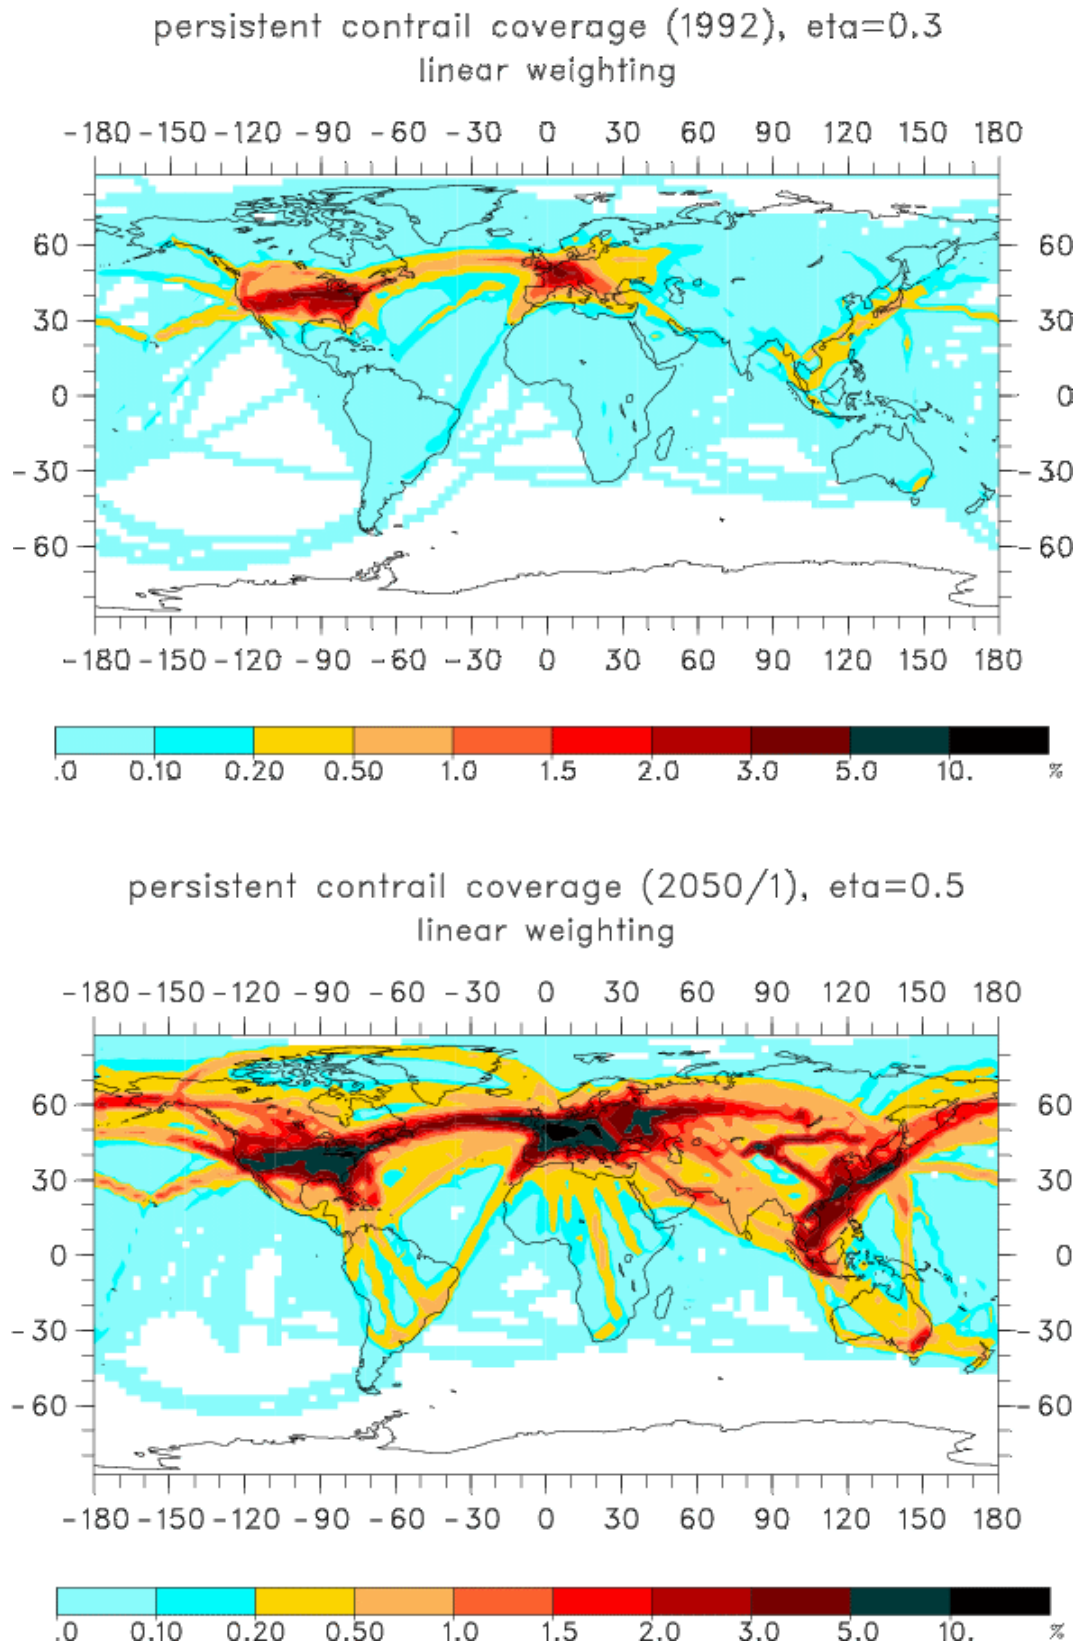 persistent contrail coverage (1992), eta=0.3
linear weighting
-180 -150 -120 -90 -60 -30 0 30 60 90 120 150 180
60 60
30 30
0 0
-30 -30
-60 -60
-180 -150 -120 -90 -60 -30 0 30 60 90 120 150 180
.0 0.10 0.20 0.50 1.0 1.5 2.0 3.0 5.0 10. %
persistent contrail coverage (2050/1), eta=0.5
linear weighting
-180 -150 -120 -90 -60 -30 0 30 60 90 120 150 180
60 60
30 30
0 0
-30 -30
-60 -60
-180 -150 -120 -90 -60 -30 0 30 60 90 120 150 180
.0 0.10 0.20 0.50 1.0 1.5 2.0 3.0 5.0 10. %